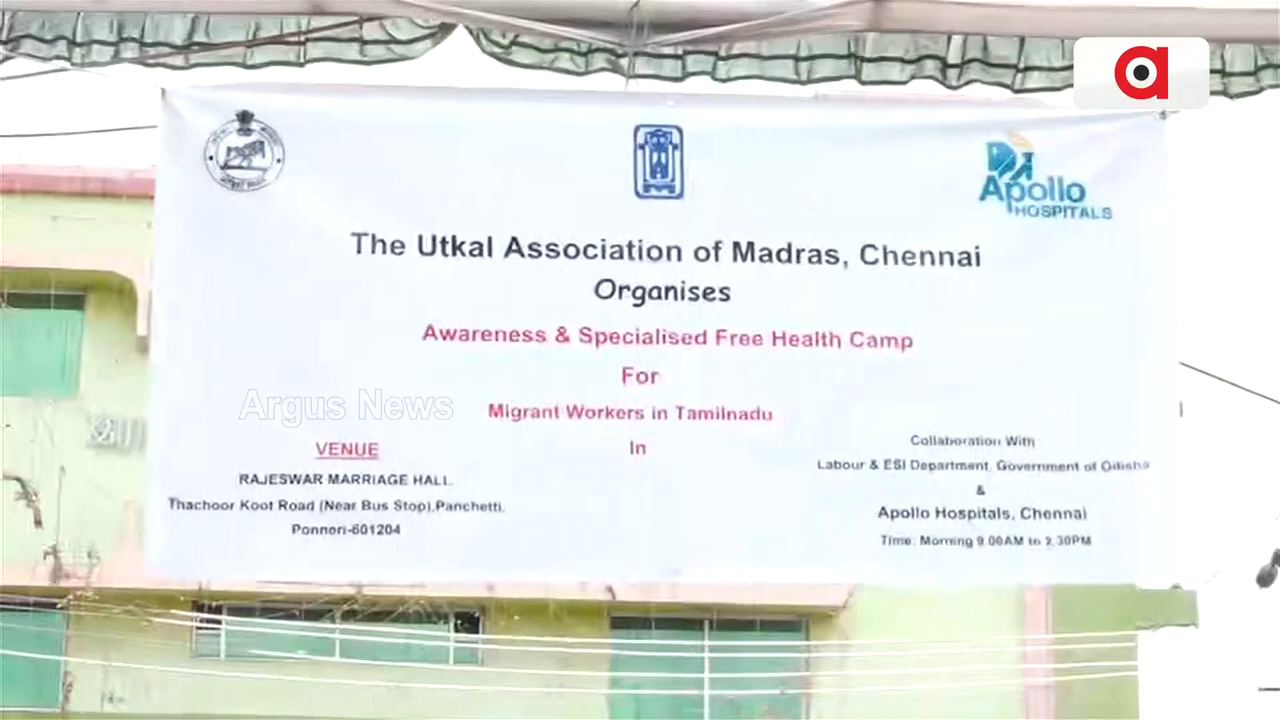 a
Apollo
HOSPITALS
The Utkal Association of Madras, Chennai
Organises
Awareness & Specialised Free Health Camp
For
Migrant Workers in Tamilnadu
In
Argus News
VENUE
RAJESWAR MARRIAGE HALL.
Thachoor Koot Road (Near Bus Stop),Panchetti,
Ponneri-601204
Collaboration With
Labour & ESI Department, Government of Odisha
&
Apollo Hospitals, Chennai
Time: Morning 9.00AM to 2.30PM